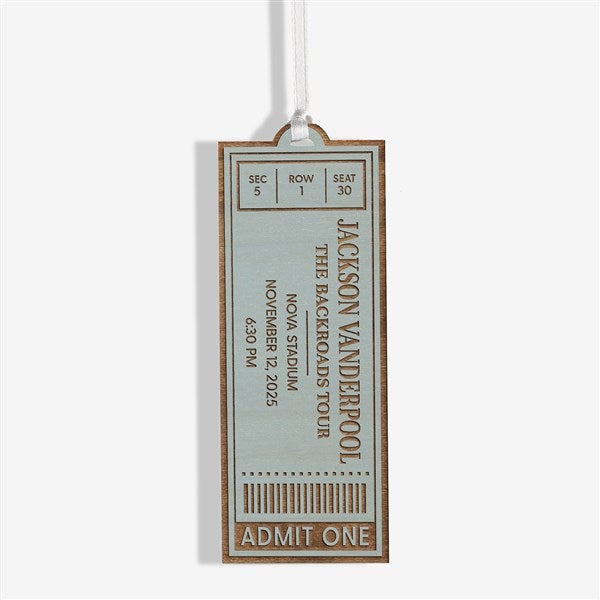 SEC ROW SEAT
5 1 30
JACKSON VANDERPOOL
THE BACKROADS TOUR
NOVA STADIUM
NOVEMBER 12, 2025
6:30 PM
ADMIT ONE